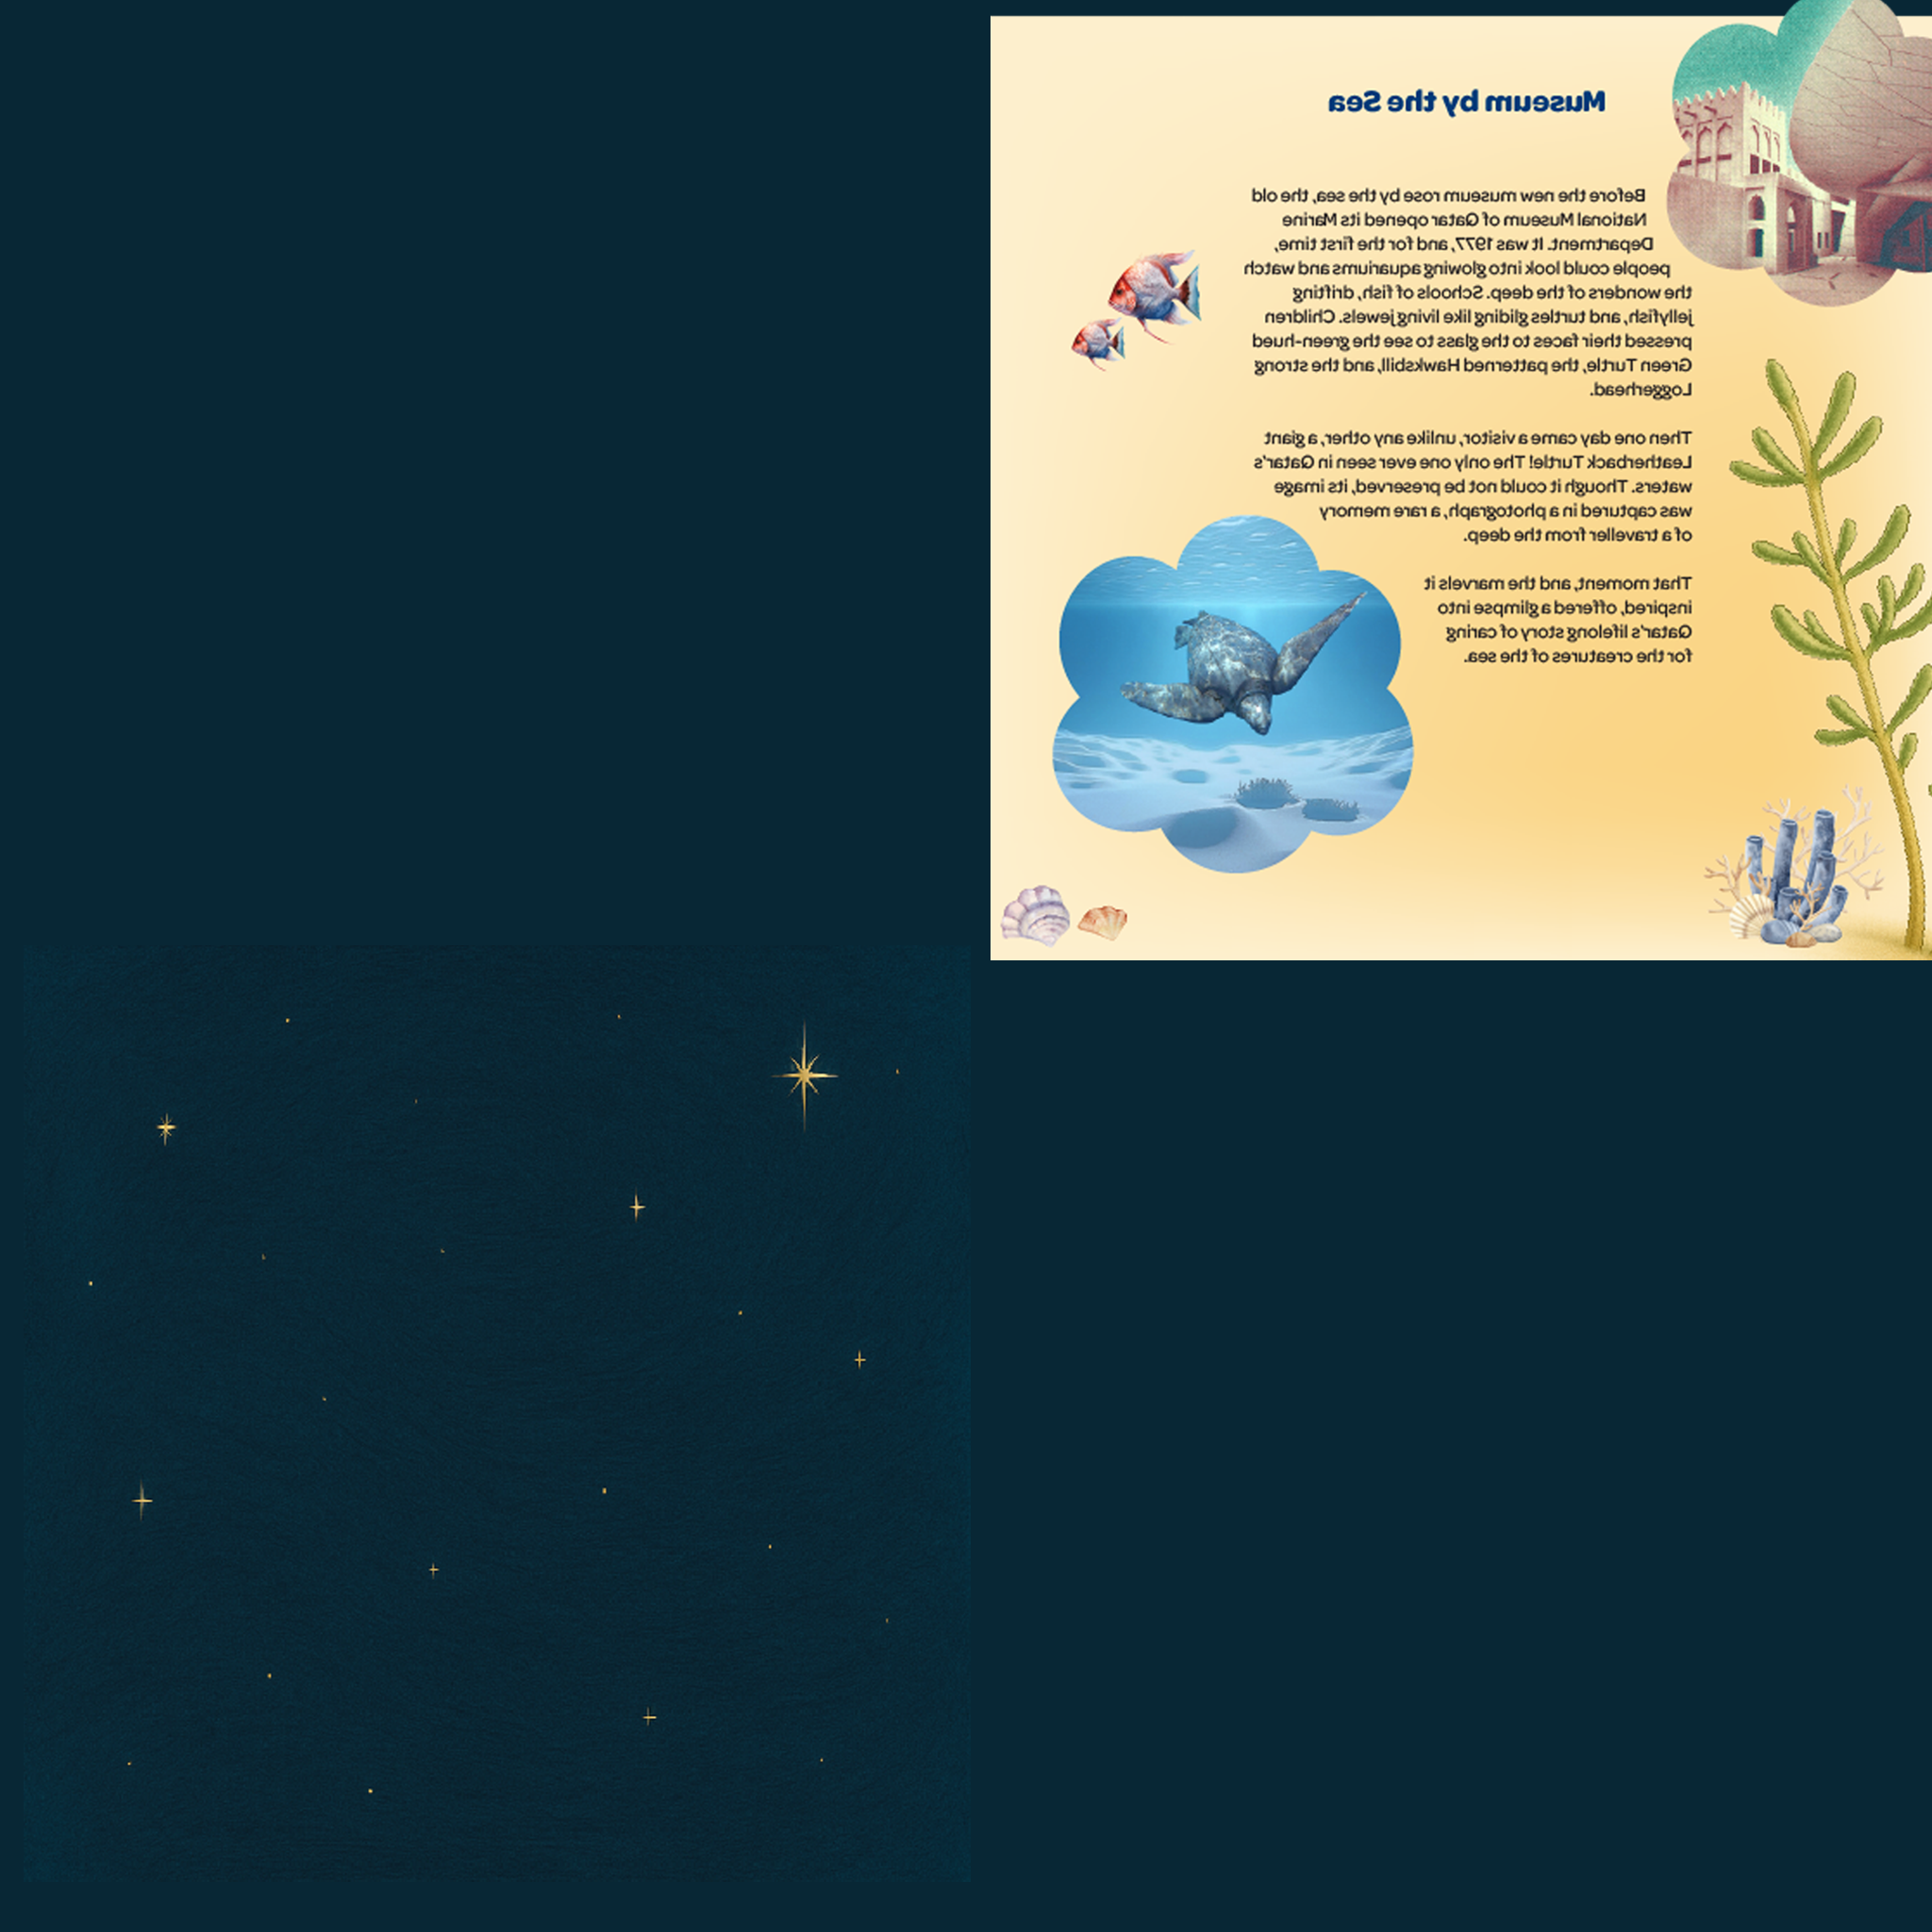 Museum by the Sea
Before the new museum rose by the sea, the old
National Museum of Qatar opened its Marine
Department. It was 1977, and for the first time,
people could look into glowing aquariums and watch
the wonders of the deep. Schools of fish, drifting
jellyfish, and turtles gliding like living jewels. Children
pressed their faces to the glass to see the green-hued
Green Turtle, the patterned Hawksbill, and the strong
Loggerhead.
Then one day came a visitor, unlike any other, a giant
Leatherback Turtle! The only one ever seen in Qatar's
waters. Though it could not be preserved, its image
was captured in a photograph, a rare memory
of a traveller from the deep.
That moment, and the marvels it
inspired, offered a glimpse into
Qatar's lifelong story of caring
for the creatures of the sea.